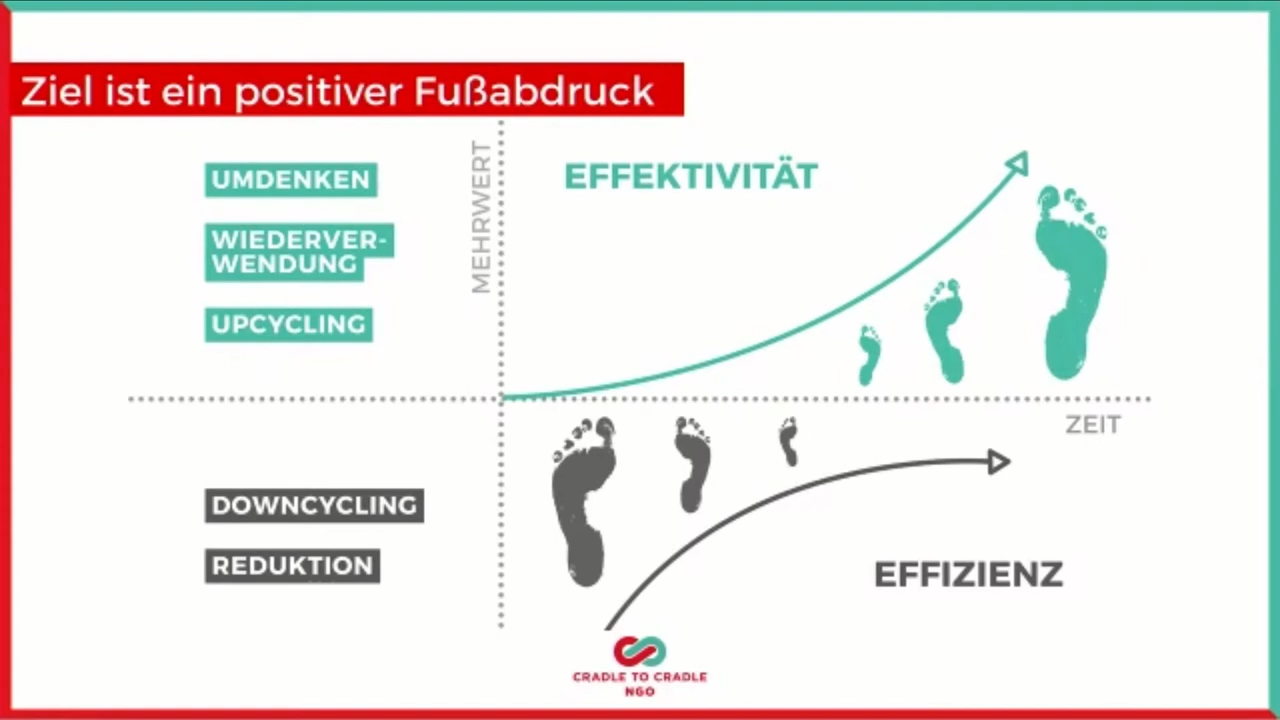 Ziel ist ein positiver Fußabdruck
UMDENKEN
WIEDERVER-
WENDUNG
UPCYCLING
MEHRWERT
EFFEKTIVITÄT
ZEIT
DOWNCYCLING
REDUKTION
EFFIZIENZ
CRADLE TO CRADLE
NGO